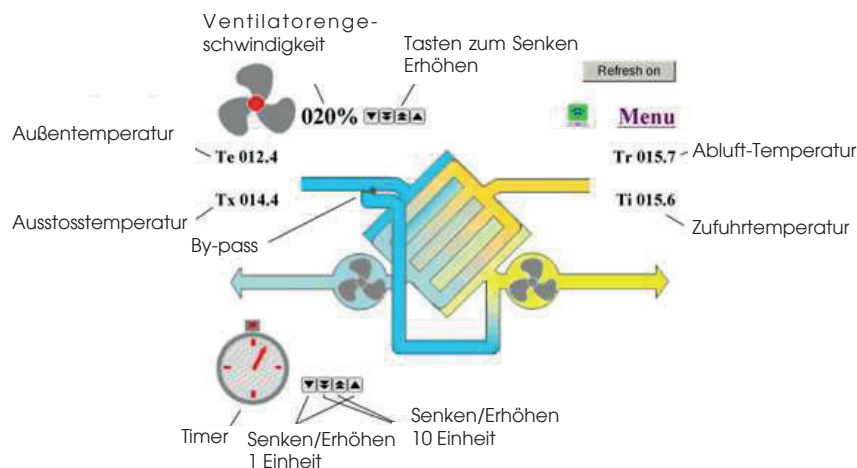 Ventilatorenge-
schwindigkeit
Tasten zum Senken
Erhöhen
Refresh on
020%
Menu
Außentemperatur
Te 012.4
Tr 015.7
Abluft-Temperatur
Ausstosstemperatur
Tx 014.4
Ti 015.6
Zufuhrtemperatur
By-pass
Timer
Senken/Erhöhen
1 Einheit
Senken/Erhöhen
10 Einheit